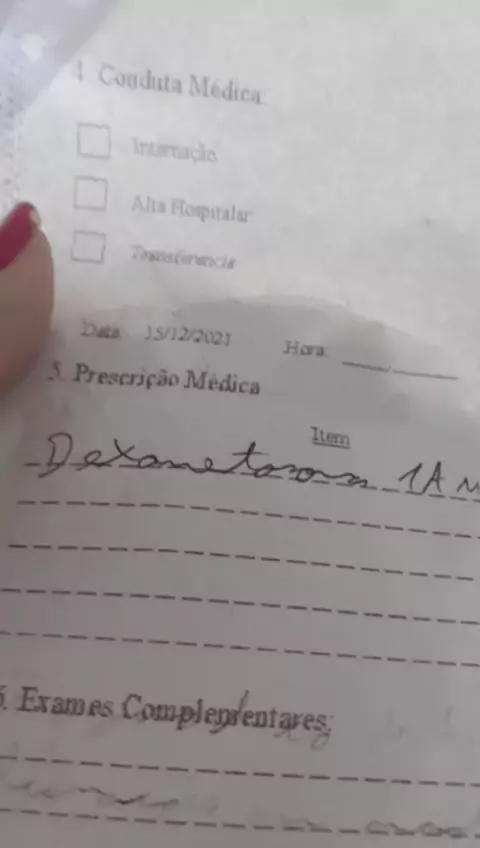 4. Conduta Médica
Internação
Alta Hospitalar
Transferencia
Data 15/12/2021 Hora
5. Prescrição Médica
Item
Dexametasona 1A
6. Exames Complementares;